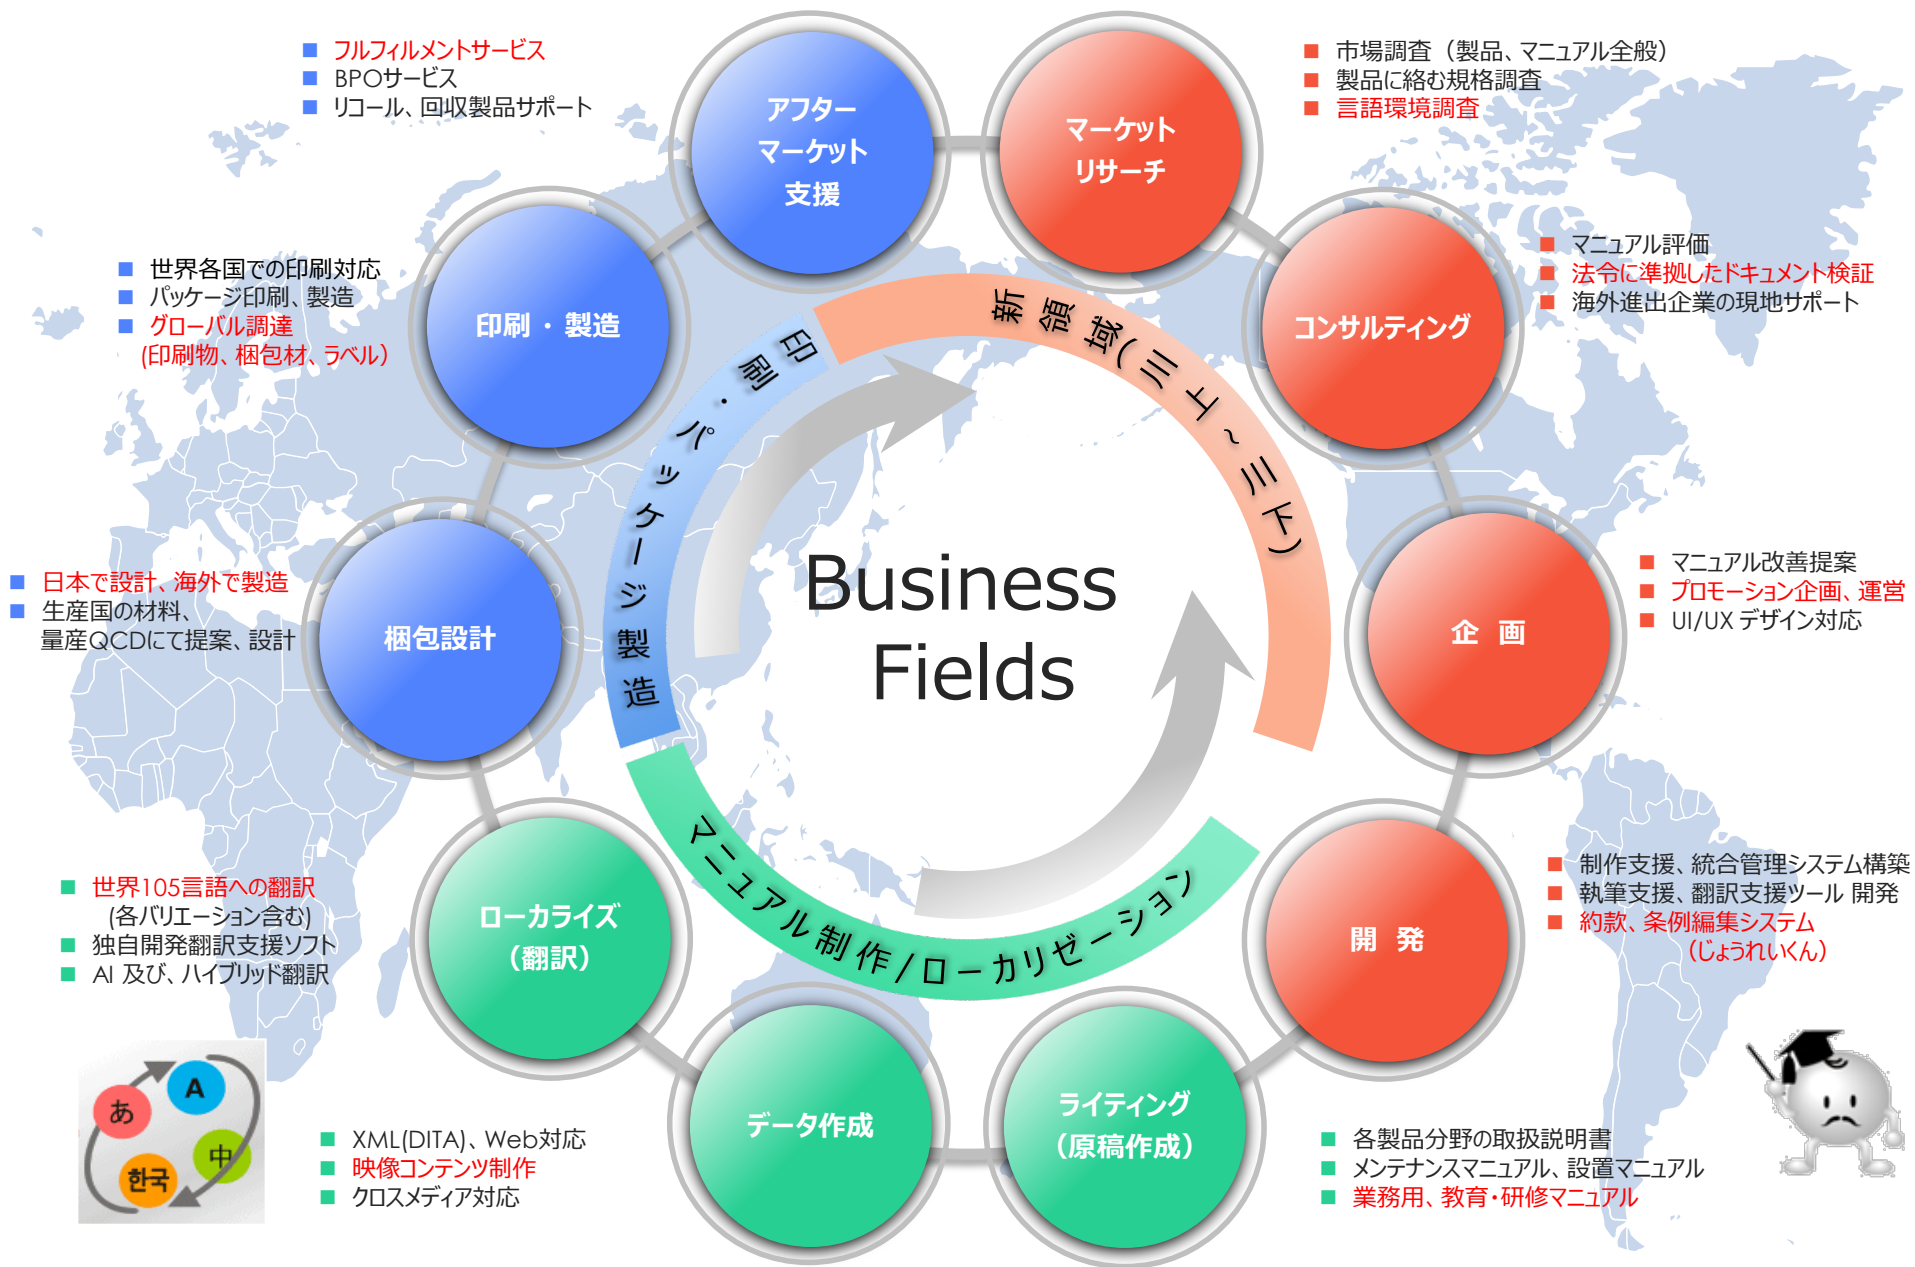 フルフィルメントサービス
BPOサービス
リコール、回収製品サポート
アフター
マーケット
支援
マーケット
リサーチ
市場調査（製品、マニュアル全般）
製品に絡む規格調査
言語環境調査
世界各国での印刷対応
パッケージ印刷、製造
グローバル調達
(印刷物、梱包材、ラベル）
印刷 ・ 製造
コンサルティング
マニュアル評価
法令に準拠したドキュメント検証
海外進出企業の現地サポート
印刷・パッケージ製造
新領域(川上～川下)
Business
Fields
日本で設計、海外で製造
生産国の材料、
量産QCDにて提案、設計
梱包設計
企 画
マニュアル改善提案
プロモーション企画、運営
UI/UX デザイン対応
マニュアル制作/ローカリゼーション
世界105言語への翻訳
(各バリエーション含む)
独自開発翻訳支援ソフト
AI 及び、ハイブリッド翻訳
ローカライズ
（翻訳）
開 発
制作支援、統合管理システム構築
執筆支援、翻訳支援ツール 開発
約款、条例編集システム
（じょうれいくん）
あ
A
中
한국
XML(DITA)、Web対応
映像コンテンツ制作
クロスメディア対応
データ作成
ライティング
（原稿作成）
各製品分野の取扱説明書
メンテナンスマニュアル、設置マニュアル
業務用、教育・研修マニュアル